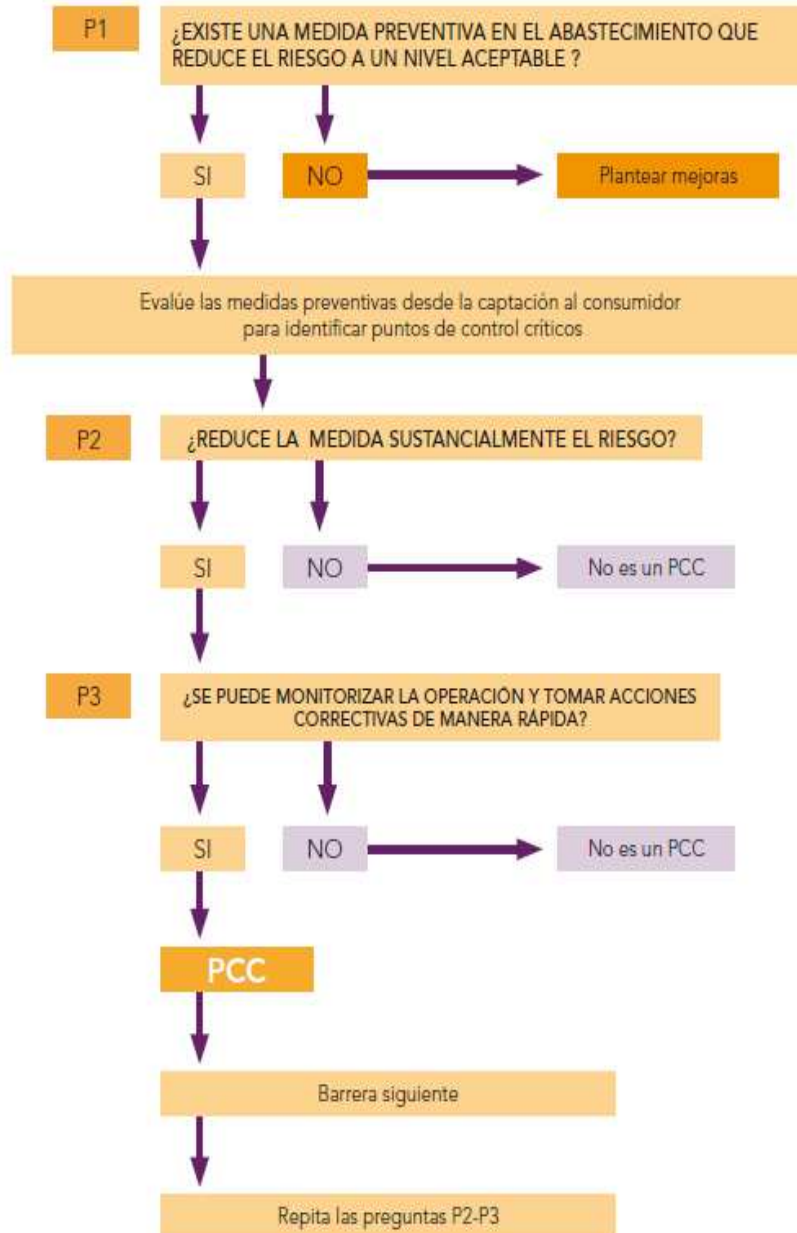 P1
¿EXISTE UNA MEDIDA PREVENTIVA EN EL ABASTECIMIENTO QUE
REDUCE EL RIESGO A UN NIVEL ACEPTABLE ?
SI
NO
Plantear mejoras
Evalúe las medidas preventivas desde la captación al consumidor
para identificar puntos de control críticos
P2
¿REDUCE LA MEDIDA SUSTANCIALMENTE EL RIESGO?
SI
NO
No es un PCC
P3
¿SE PUEDE MONITORIZAR LA OPERACIÓN Y TOMAR ACCIONES
CORRECTIVAS DE MANERA RÁPIDA?
SI
NO
No es un PCC
PCC
Barrera siguiente
Repita las preguntas P2-P3